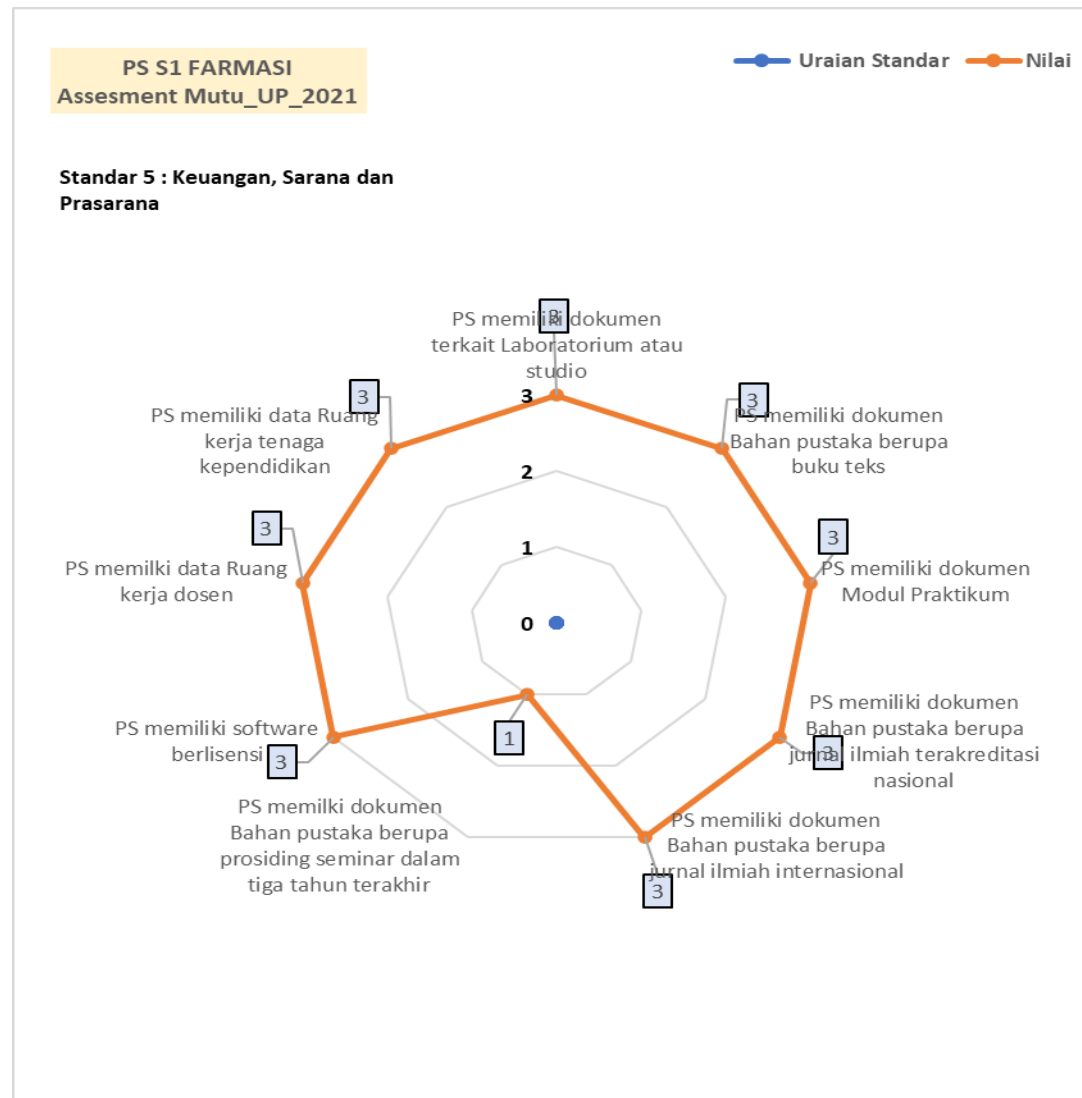 PS S1 FARMASI
Assesment Mutu_UP_2021
Uraian Standar
Nilai
Standar 5 : Keuangan, Sarana dan
Prasarana
3
PS memiliki dokumen
terkait Laboratorium atau
studio
3
PS memiliki dokumen
Bahan pustaka berupa
buku teks
3
PS memiliki dokumen
Modul Praktikum
PS memiliki dokumen
Bahan pustaka berupa
jurnal ilmiah terakreditasi
nasional
3
PS memiliki dokumen
Bahan pustaka berupa
jurnal ilmiah internasional
3
1
PS memilki dokumen
Bahan pustaka berupa
prosiding seminar dalam
tiga tahun terakhir
PS memiliki software
berlisensi
3
3
PS memilki data Ruang
kerja dosen
3
PS memiliki data Ruang
kerja tenaga
kependidikan
3
2
1
0